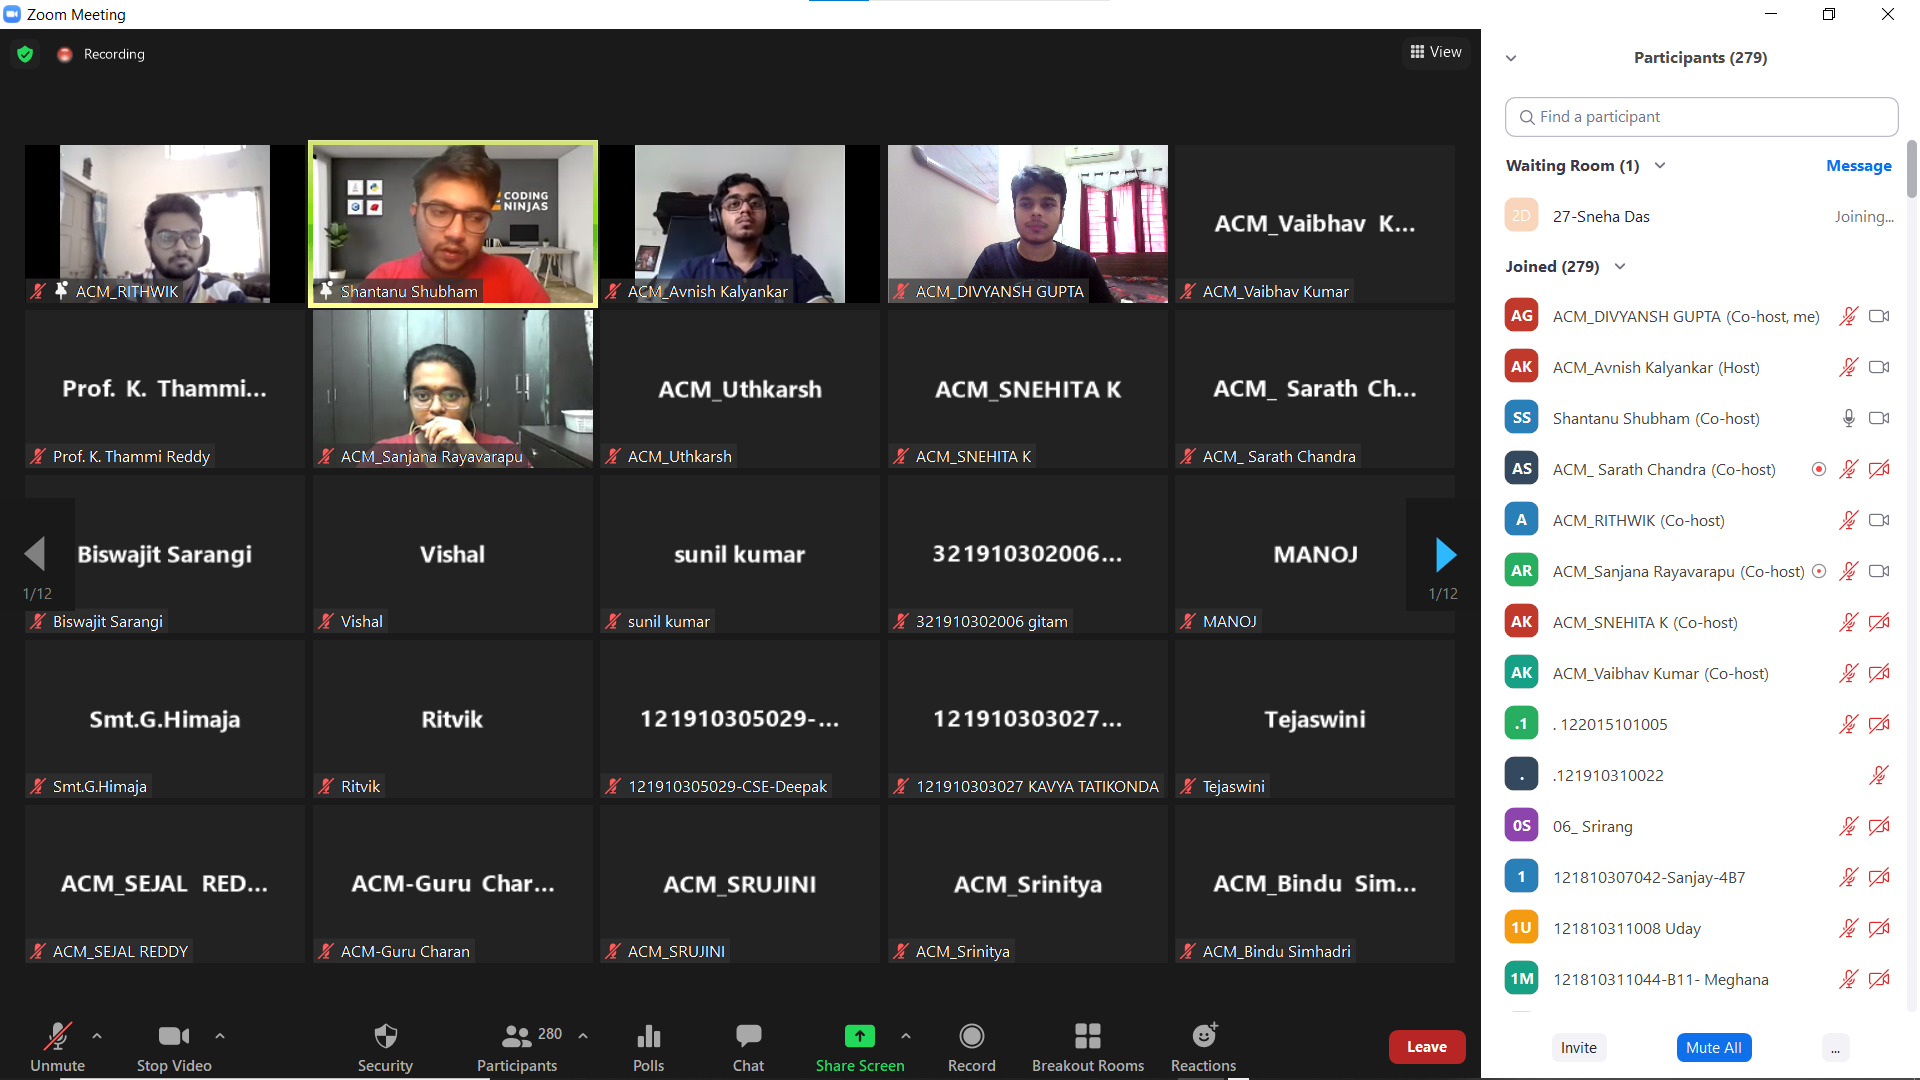 Zoom Meeting
Recording
View
CODING
NINJAS
ACM_RITHWIK
Shantanu Shubham
ACM_Avnish Kalyankar
ACM_DIVYANSH GUPTA
ACM_Vaibhav K...
ACM_Vaibhav Kumar
Prof. K. Thammi...
Prof. K. Thammi Reddy
ACM_Sanjana Rayavarapu
ACM_Uthkarsh
ACM_Uthkarsh
ACM_SNEHITA K
ACM_SNEHITA K
ACM_ Sarath Ch...
ACM_ Sarath Chandra
1/12
Biswajit Sarangi
Biswajit Sarangi
Vishal
Vishal
sunil kumar
sunil kumar
321910302006...
321910302006 gitam
MANOJ
MANOJ
1/12
Smt.G.Himaja
Smt.G.Himaja
Ritvik
Ritvik
121910305029-...
121910305029-CSE-Deepak
121910303027...
121910303027 KAVYA TATIKONDA
Tejaswini
Tejaswini
ACM_SEJAL RED...
ACM_SEJAL REDDY
ACM-Guru Char...
ACM-Guru Charan
ACM_SRUJINI
ACM_SRUJINI
ACM_Srinitya
ACM_Srinitya
ACM_Bindu Sim...
ACM_Bindu Simhadri
Unmute
Stop Video
Security
Participants
280
Polls
Chat
Share Screen
Record
Breakout Rooms
Reactions
Leave
Participants (279)
Find a participant
Waiting Room (1)
Message
2D 27-Sneha Das Joining...
Joined (279)
AG ACM_DIVYANSH GUPTA (Co-host, me)
AK ACM_Avnish Kalyankar (Host)
SS Shantanu Shubham (Co-host)
AS ACM_ Sarath Chandra (Co-host)
A ACM_RITHWIK (Co-host)
AR ACM_Sanjana Rayavarapu (Co-host)
AK ACM_SNEHITA K (Co-host)
AK ACM_Vaibhav Kumar (Co-host)
.1 . 122015101005
. .121910310022
0S 06_ Srirang
1 121810307042-Sanjay-4B7
1U 121810311008 Uday
1M 121810311044-B11- Meghana
Invite
Mute All
...